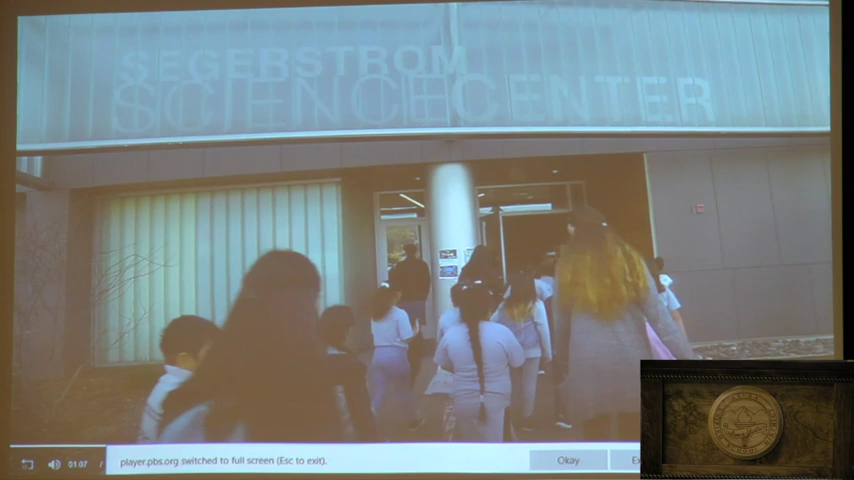 SEGERSTROM
SCIENCE CENTER
01:07 /
player.pbs.org switched to full screen (Esc to exit).
Okay